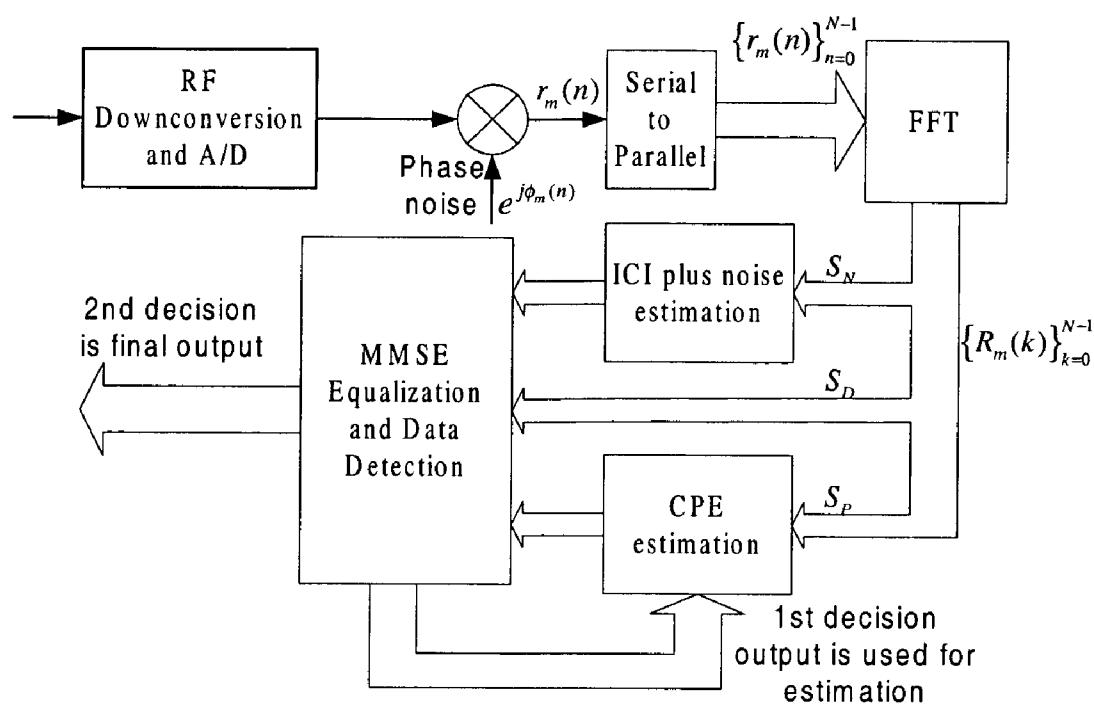 RF
Downconversion
and A/D
Phase
noise
e^{jϕ_m(n)}
r_m(n)
Serial
to
Parallel
{r_m(n)}_{n=0}^{N-1}
FFT
ICI plus noise
estimation
S_N
{R_m(k)}_{k=0}^{N-1}
2nd decision
is final output
MMSE
Equalization
and Data
Detection
S_D
CPE
estimation
S_P
1st decision
output is used for
estimation